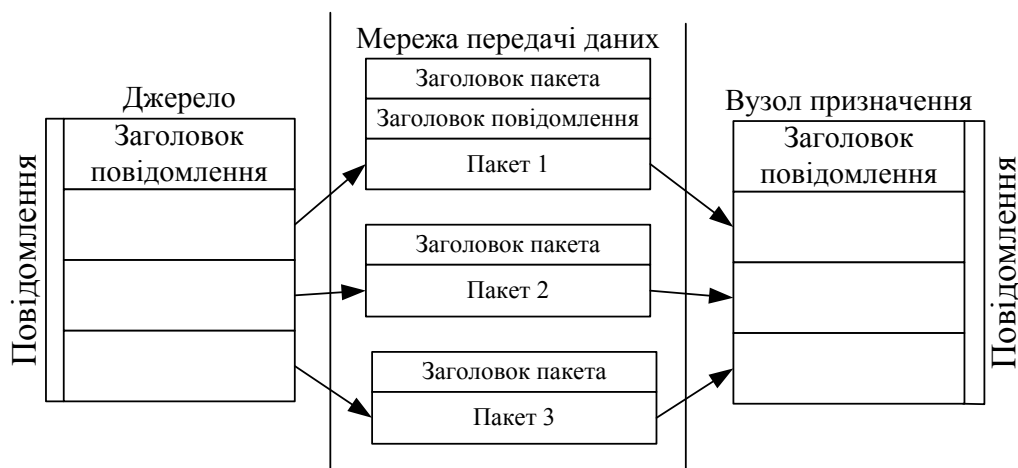 Мережа передачі даних
Джерело
Повідомлення
Заголовок
повідомлення
Заголовок пакета
Заголовок повідомлення
Пакет 1
Заголовок пакета
Пакет 2
Заголовок пакета
Пакет 3
Вузол призначення
Заголовок
повідомлення
Повідомлення